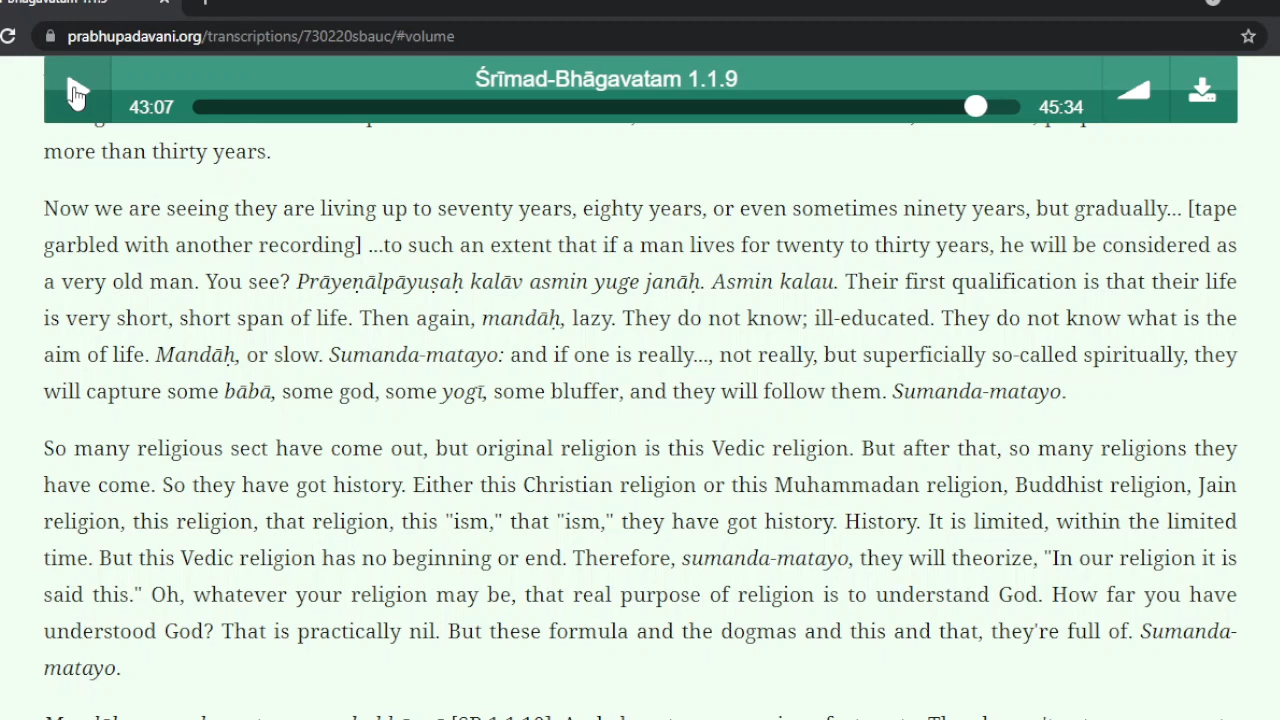 prabhupadavani.org/transcriptions/730220sbauc/#volume
Śrīmad-Bhāgavatam 1.1.9
43:07
45:34
more than thirty years.
Now we are seeing they are living up to seventy years, eighty years, or even sometimes ninety years, but gradually... [tape
garbled with another recording] ...to such an extent that if a man lives for twenty to thirty years, he will be considered as
a very old man. You see? Prāyeṇālpāyuṣaḥ kalāv asmin yuge janāḥ. Asmin kalau. Their first qualification is that their life
is very short, short span of life. Then again, mandāḥ, lazy. They do not know; ill-educated. They do not know what is the
aim of life. Mandāḥ, or slow. Sumanda-matayo: and if one is really..., not really, but superficially so-called spiritually, they
will capture some bābā, some god, some yogī, some bluffer, and they will follow them. Sumanda-matayo.
So many religious sect have come out, but original religion is this Vedic religion. But after that, so many religions they
have come. So they have got history. Either this Christian religion or this Muhammadan religion, Buddhist religion, Jain
religion, this religion, that religion, this "ism," that "ism," they have got history. History. It is limited, within the limited
time. But this Vedic religion has no beginning or end. Therefore, sumanda-matayo, they will theorize, "In our religion it is
said this." Oh, whatever your religion may be, that real purpose of religion is to understand God. How far you have
understood God? That is practically nil. But these formula and the dogmas and this and that, they're full of. Sumanda-
matayo.